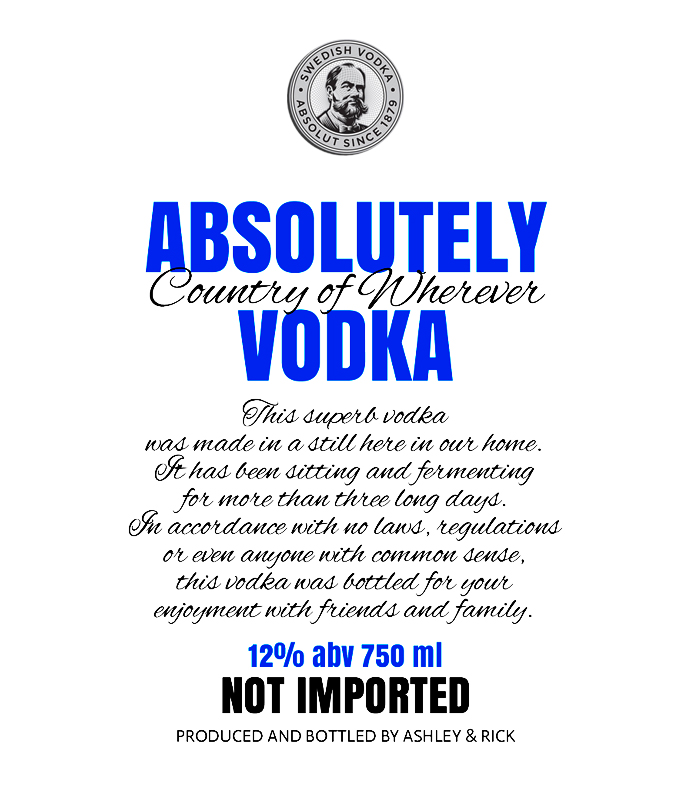 SWEDISH VODKA
ABSOLUT SINCE 1879
ABSOLUTELY
Country of Wherever
VODKA
This superb vodka
was made in a still here in our home.
It has been sitting and fermenting
for more than three long days.
In accordance with no laws, regulations
or even anyone with common sense,
this vodka was bottled for your
enjoyment with friends and family.
12% abv 750 ml
NOT IMPORTED
PRODUCED AND BOTTLED BY ASHLEY & RICK